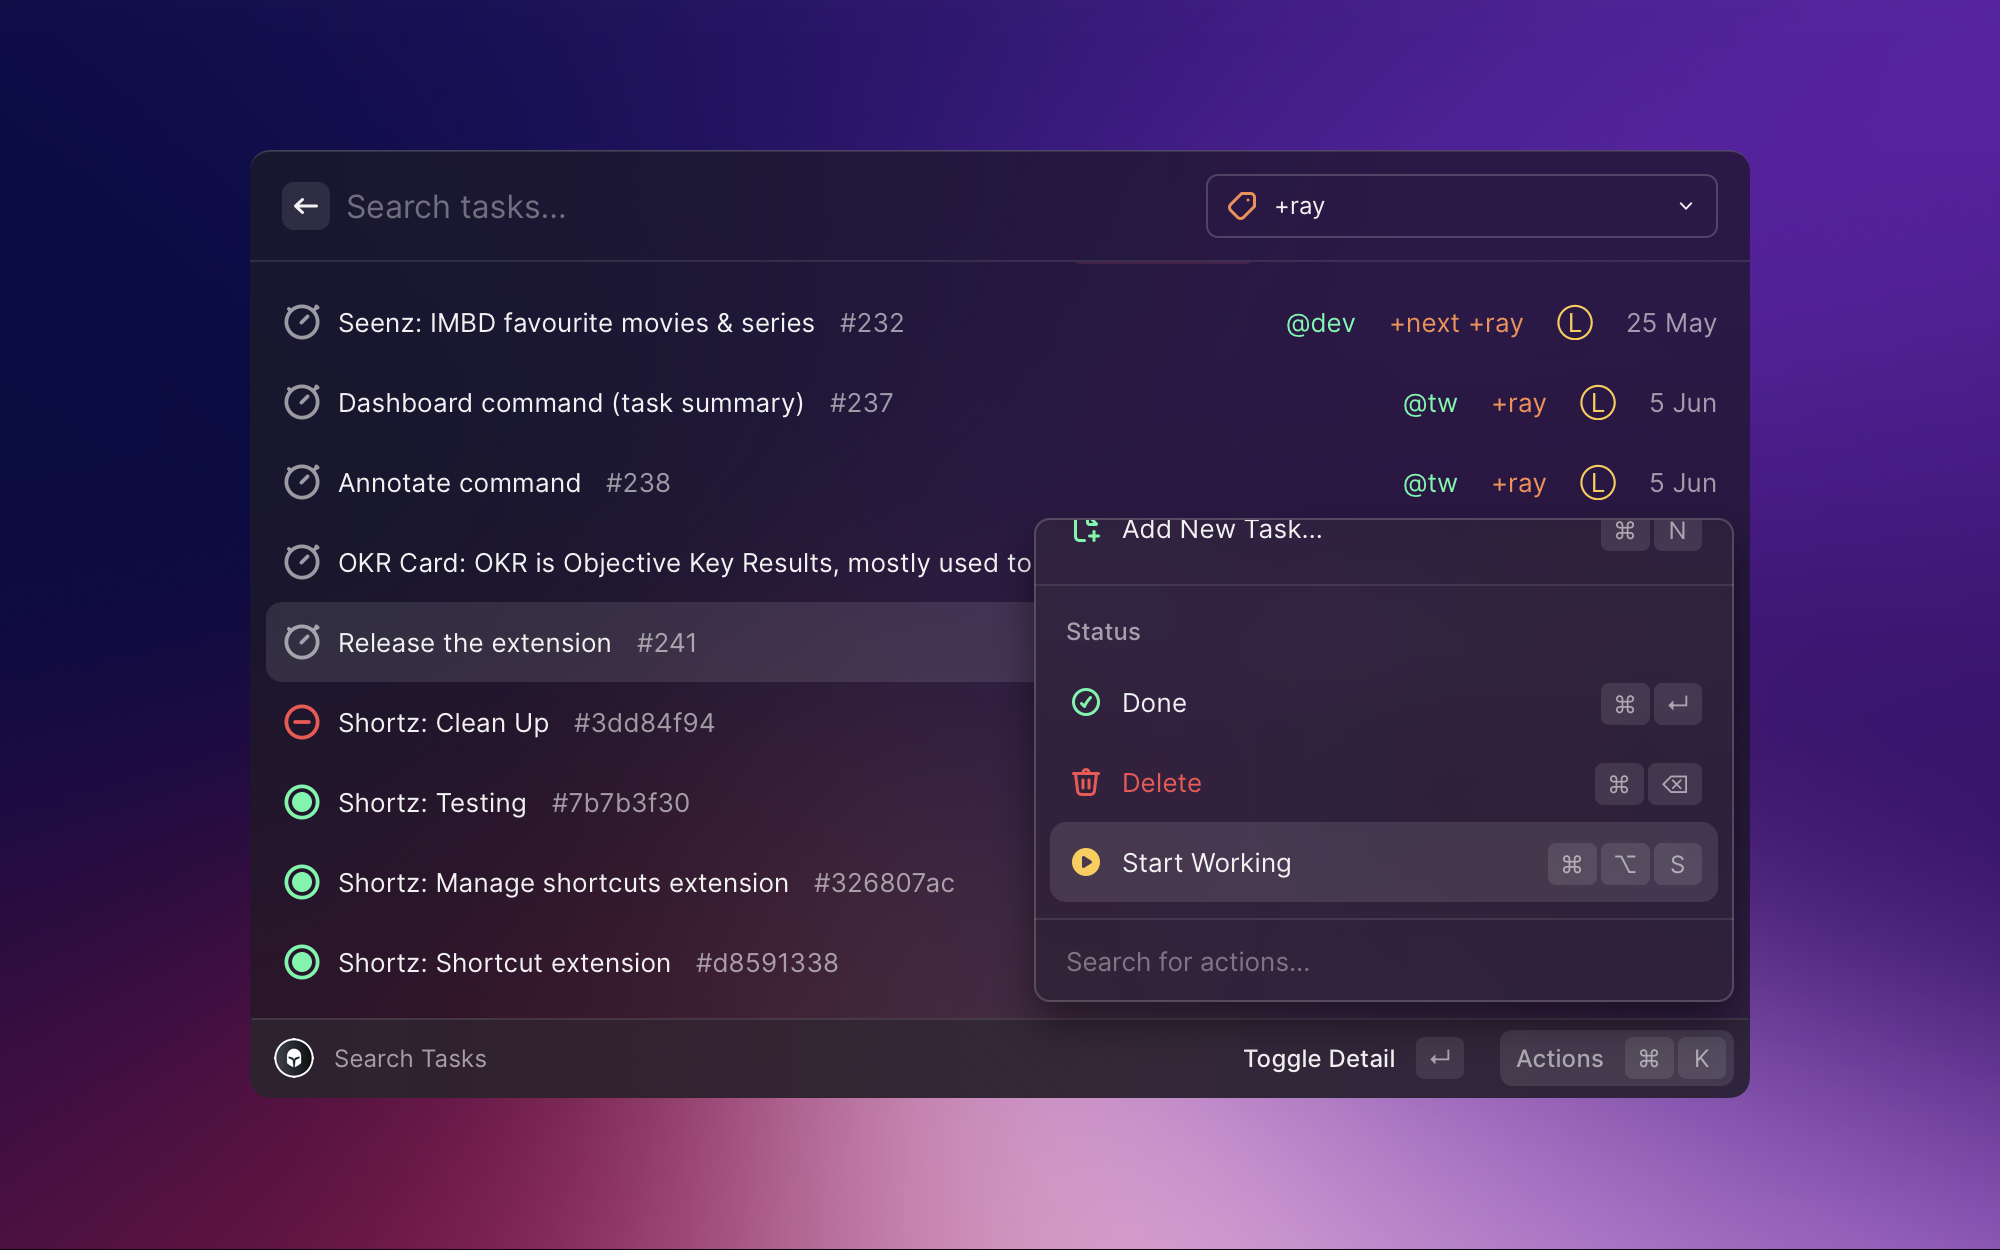 Search tasks...
+ray
Seenz: IMBD favourite movies & series #232 @dev +next +ray L 25 May
Dashboard command (task summary) #237 @tw +ray L 5 Jun
Annotate command #238 @tw +ray L 5 Jun
OKR Card: OKR is Objective Key Results, mostly used to
Release the extension #241
Shortz: Clean Up #3dd84f94
Shortz: Testing #7b7b3f30
Shortz: Manage shortcuts extension #326807ac
Shortz: Shortcut extension #d8591338
Add New Task... ⌘ N
Status
Done ⌘ ↵
Delete ⌘ ⌫
Start Working ⌘ ⌥ S
Search for actions...
Search Tasks
Toggle Detail ↵
Actions ⌘ K